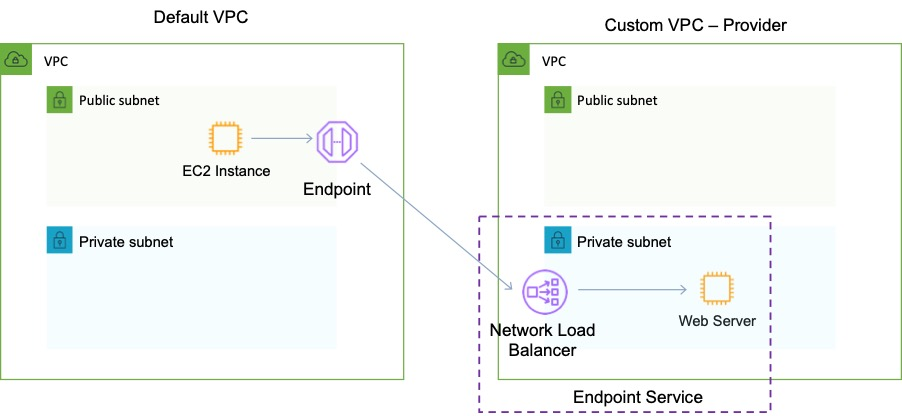 Default VPC
Custom VPC – Provider
VPC
Public subnet
EC2 Instance
Endpoint
Private subnet
VPC
Public subnet
Private subnet
Network Load
Balancer
Web Server
Endpoint Service